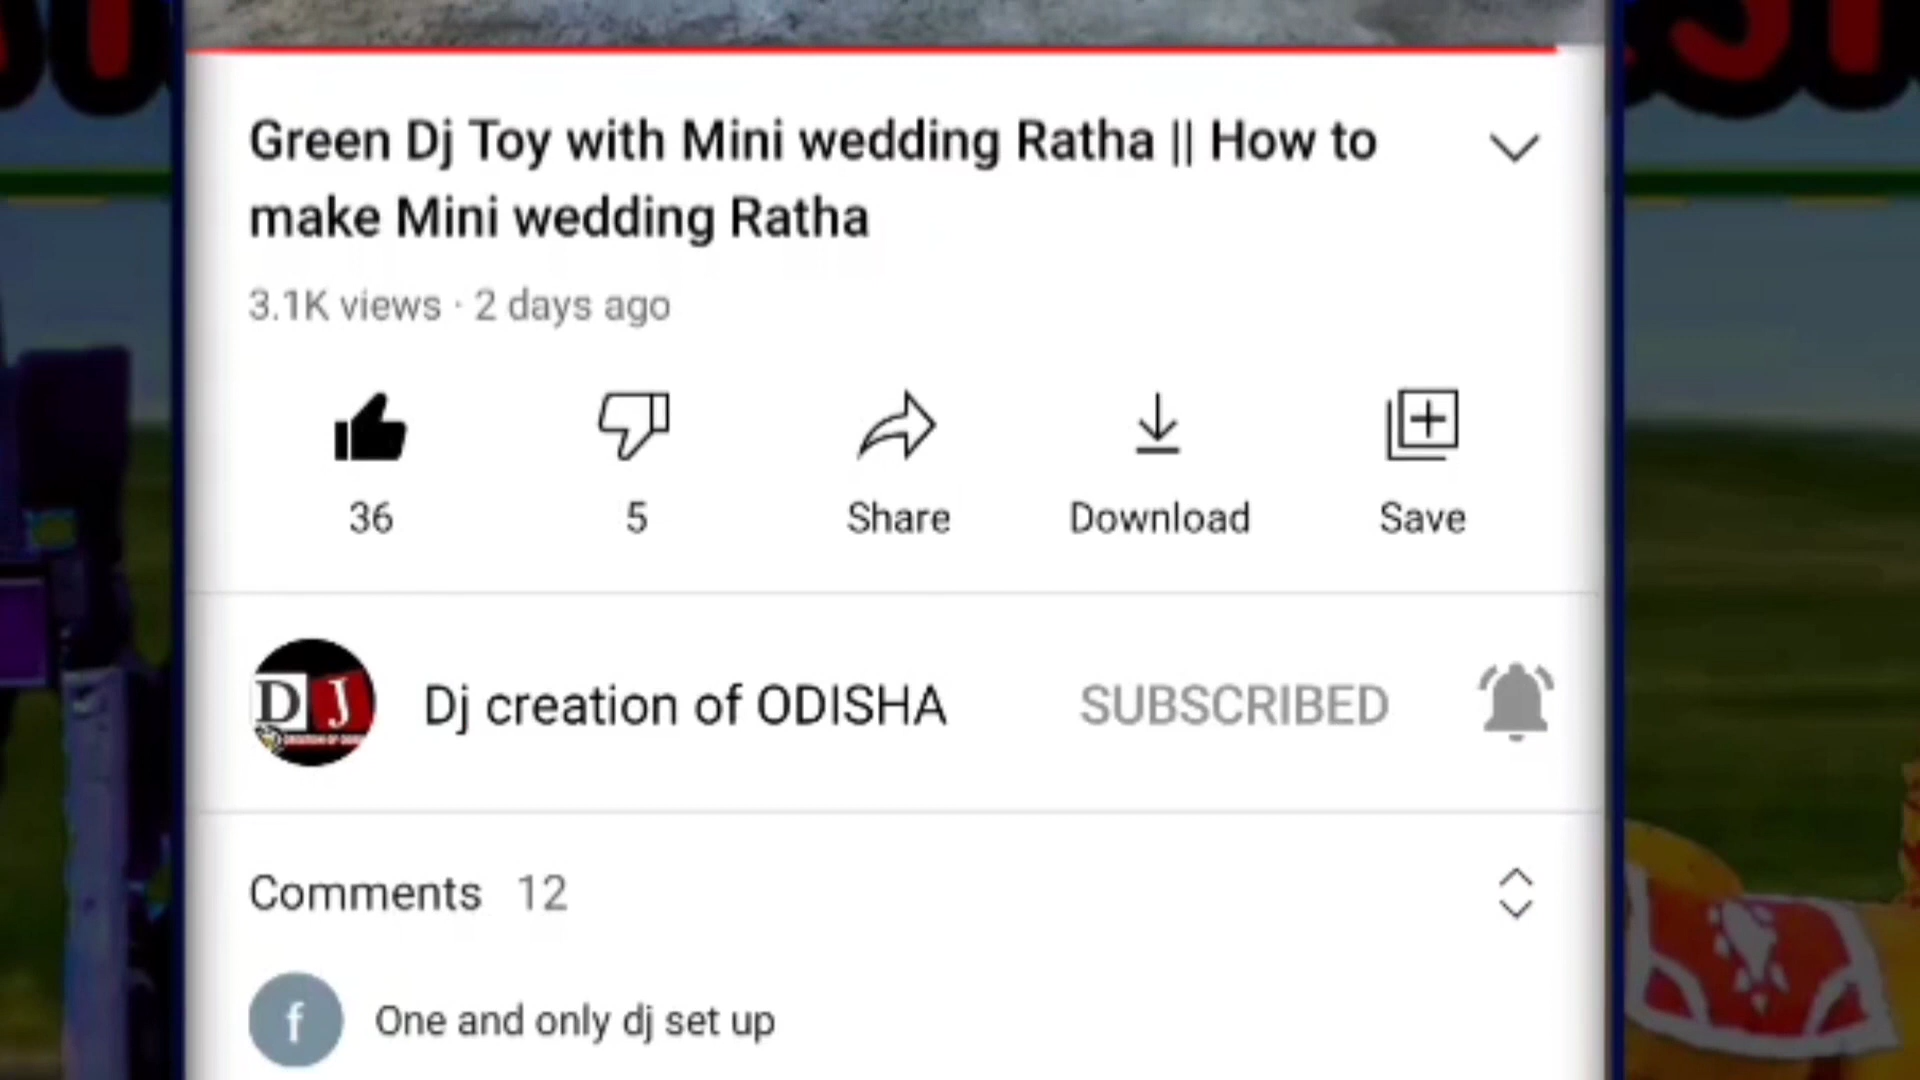 Green Dj Toy with Mini wedding Ratha || How to
make Mini wedding Ratha
3.1K views · 2 days ago
36
5
Share
Download
Save
DJ
Dj creation of ODISHA
SUBSCRIBED
Comments 12
f
One and only dj set up